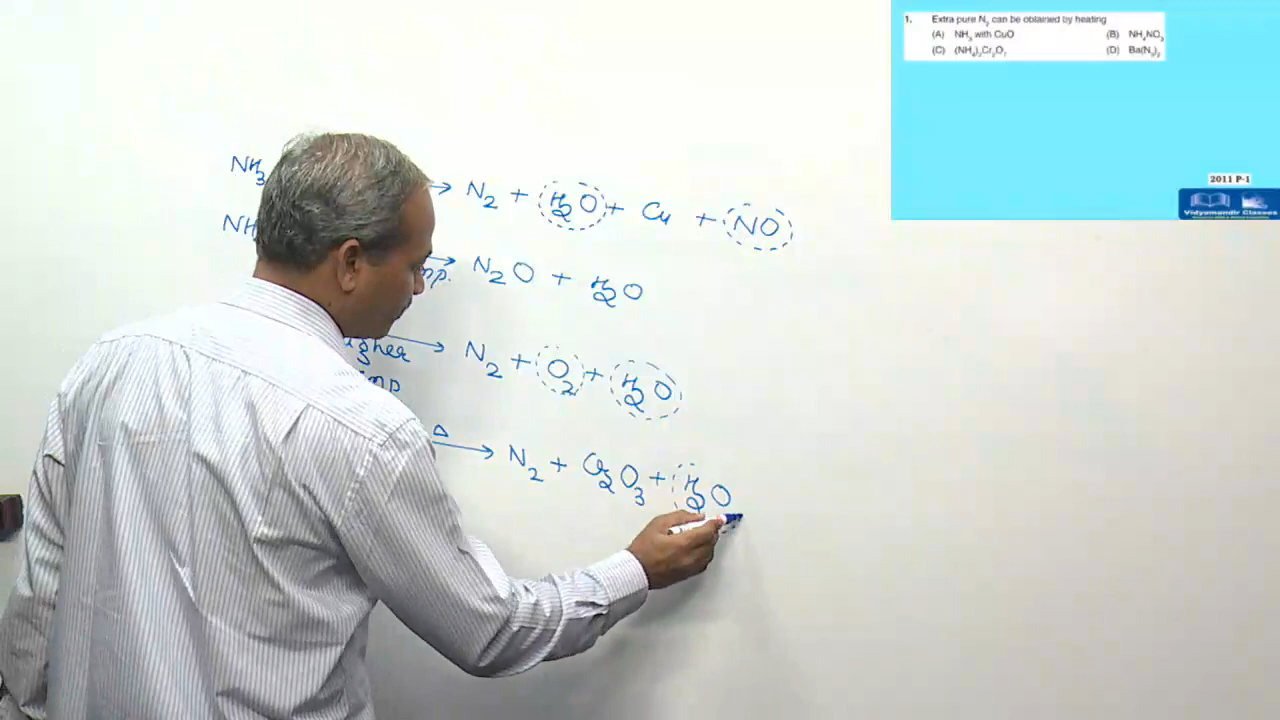 1. Extra pure N₂ can be obtained by heating
(A) NH₃ with CuO (B) NH₄NO₃
(C) (NH₄)₂Cr₂O₇ (D) Ba(N₃)₂
2011 P-1
Vidyamandir Classes
NH₃ → N₂ + H₂O + Cu + NO
NH → N₂O + H₂O
mp.
→ N₂ + O₂ + H₂O
igher
mp
Δ
→ N₂ + Cr₂O₃ + H₂O